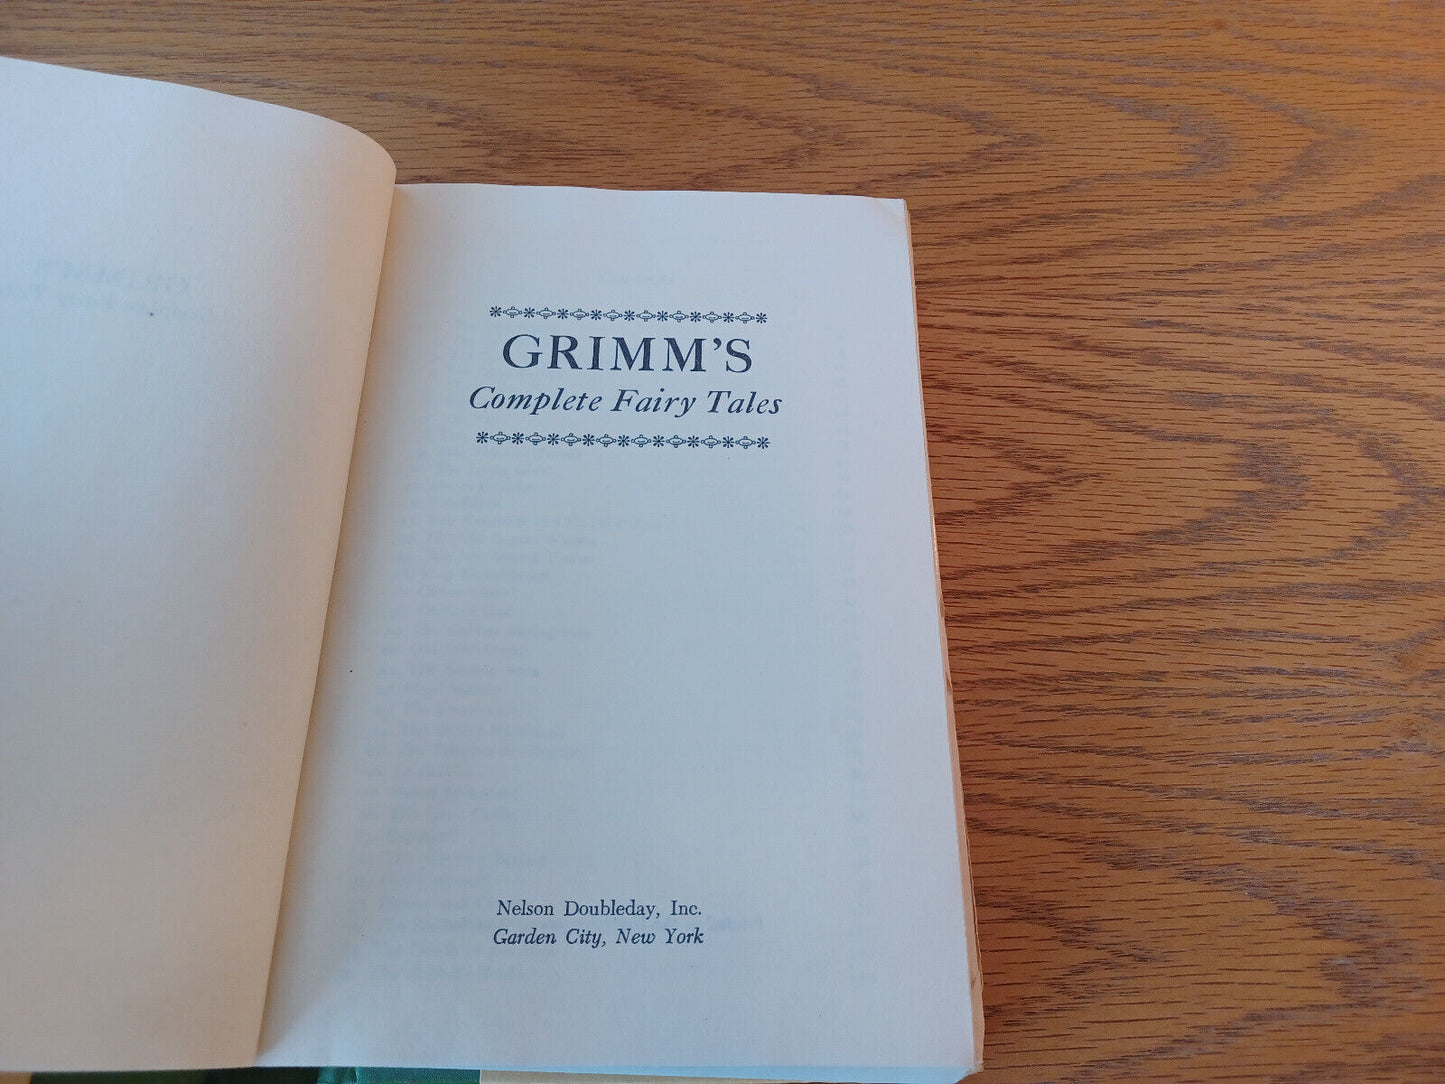 GRIMM'S
Complete Fairy Tales
Nelson Doubleday, Inc.
Garden City, New York